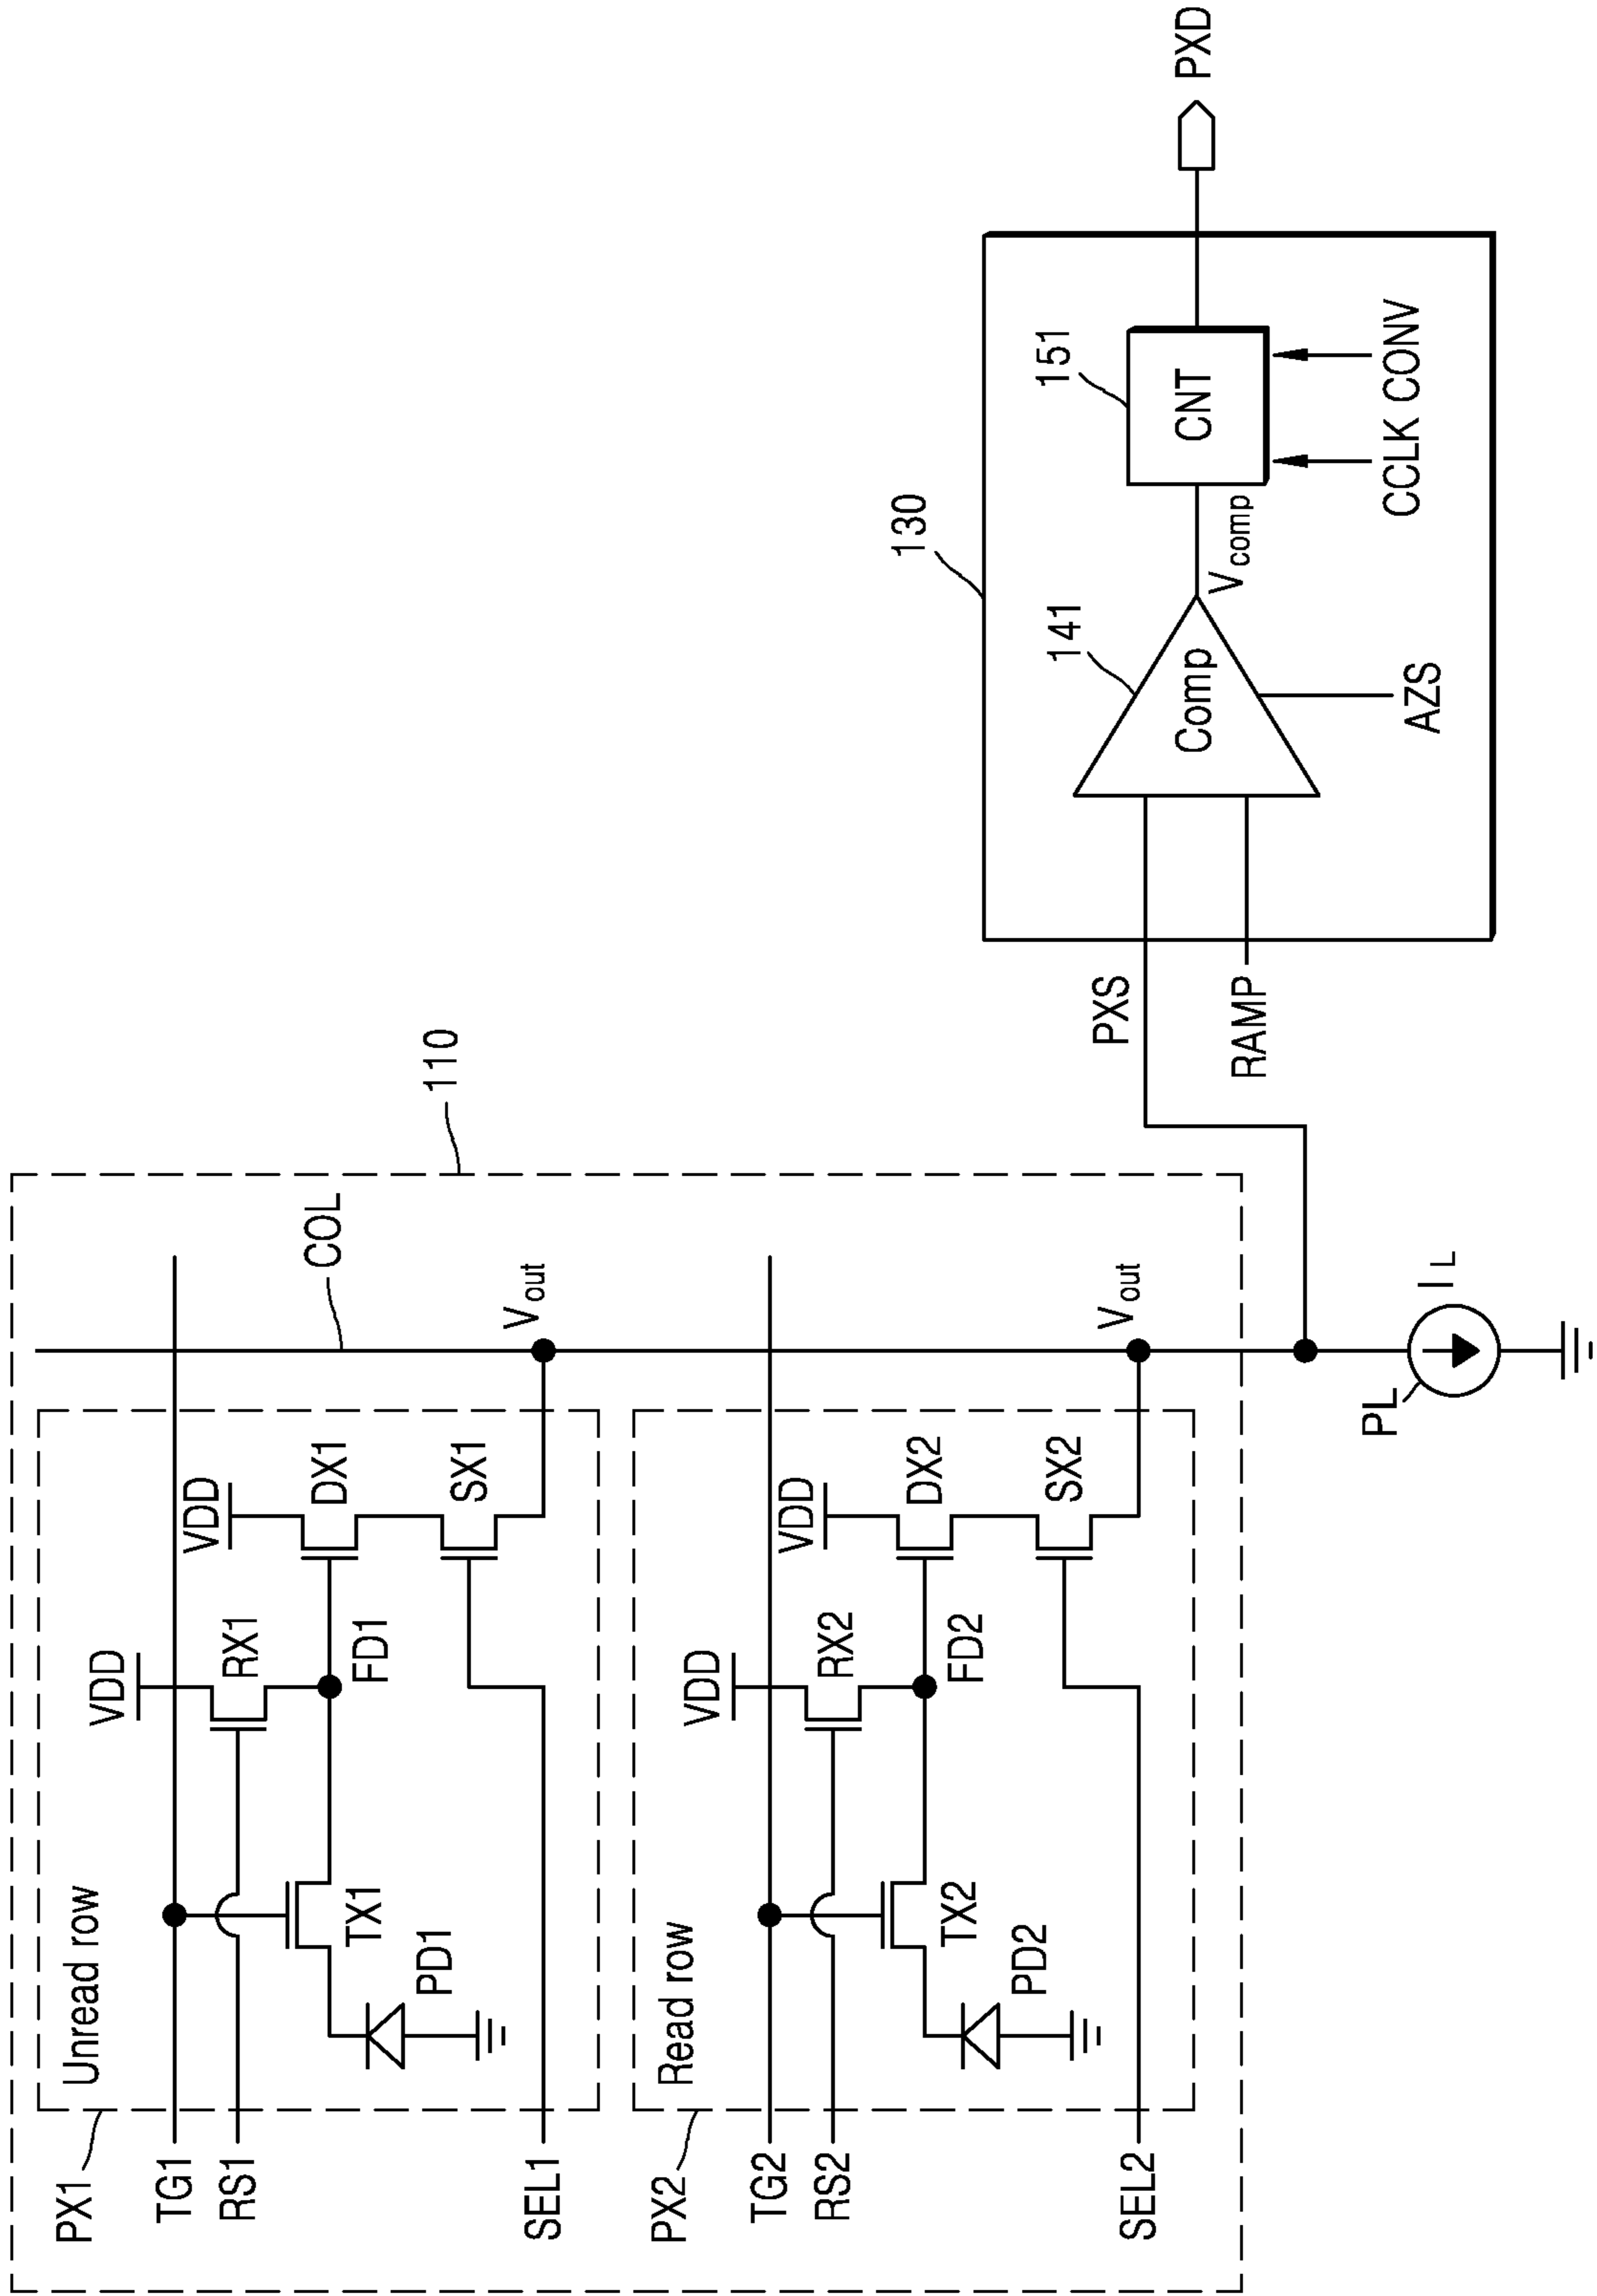 110
PX1
Unread row
TG1
RS1
SEL1
VDD
VDD
RX1
DX1
FD1
SX1
TX1
PD1
COL
Vout
PX2
Read row
TG2
RS2
SEL2
VDD
VDD
RX2
DX2
FD2
SX2
TX2
PD2
Vout
PL
IL
PXS
RAMP
130
141
Comp
AZS
Vcomp
151
CNT
CCLK CONV
PXD